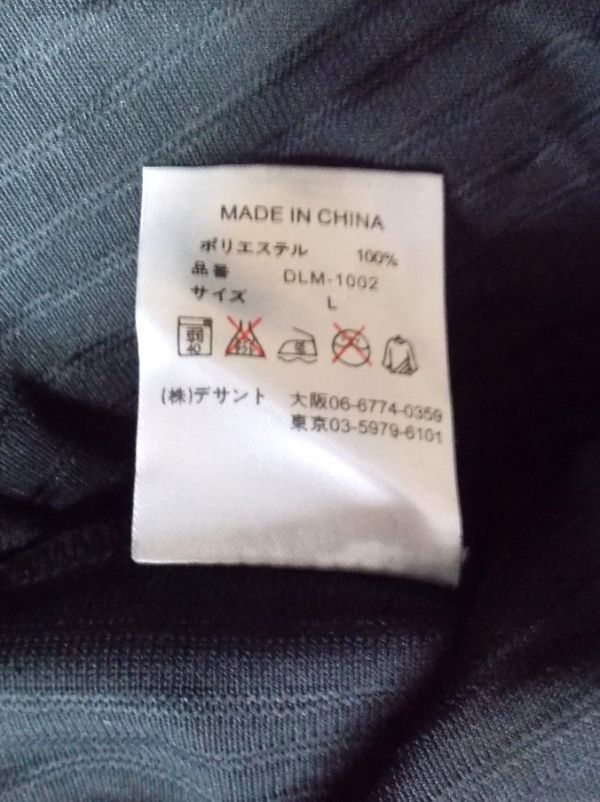 MADE IN CHINA
ポリエステル 100%
品番 DLM-1002
サイズ L
弱 40
(株)デサント 大阪06-6774-0359
東京03-5979-6101